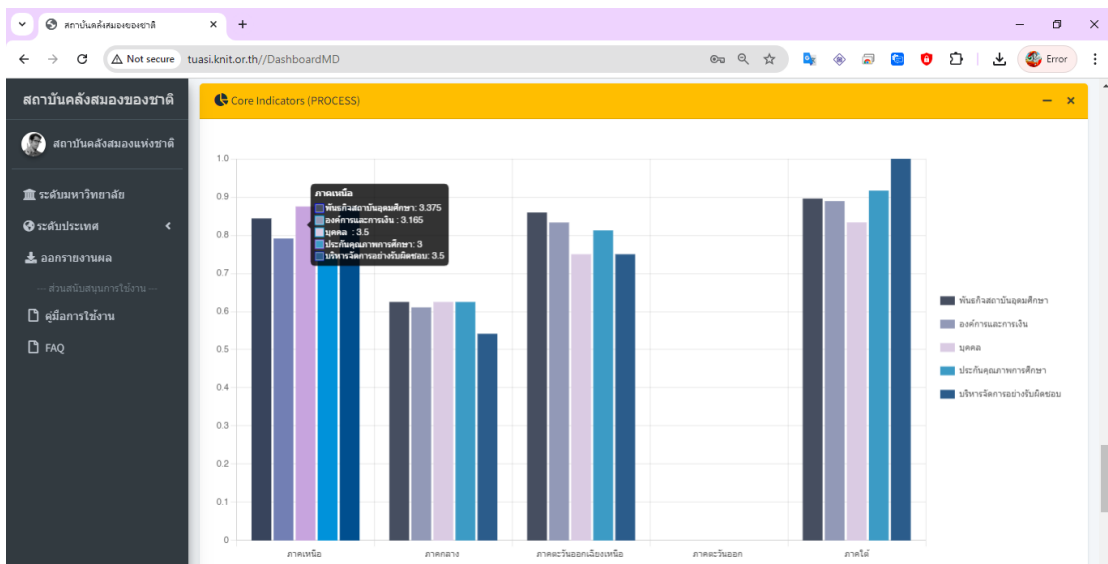 สถาบันคลังสมองของชาติ
Not secure
tuasi.knit.or.th//DashboardMD
Error
สถาบันคลังสมองของชาติ
สถาบันคลังสมองแห่งชาติ
ระดับมหาวิทยาลัย
ระดับประเทศ
ออกรายงานผล
--- ส่วนสนับสนุนการใช้งาน ---
คู่มือการใช้งาน
FAQ
Core Indicators (PROCESS)
1.0
0.9
0.8
0.7
0.6
0.5
0.4
0.3
0.2
0.1
0
ภาคเหนือ
พันธกิจสถาบันอุดมศึกษา: 3.375
องค์การและการเงิน : 3.165
บุคคล : 3.5
ประกันคุณภาพการศึกษา: 3
บริหารจัดการอย่างรับผิดชอบ: 3.5
ภาคเหนือ
ภาคกลาง
ภาคตะวันออกเฉียงเหนือ
ภาคตะวันออก
ภาคใต้
พันธกิจสถาบันอุดมศึกษา
องค์การและการเงิน
บุคคล
ประกันคุณภาพการศึกษา
บริหารจัดการอย่างรับผิดชอบ